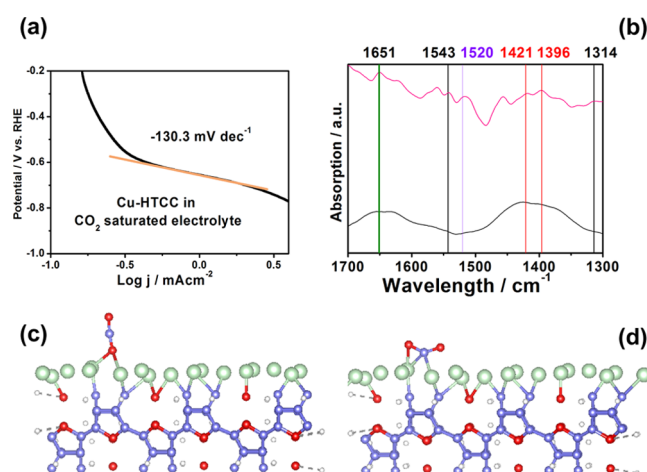 (a)
-0.2
-0.4
-0.6
-0.8
-1.0
Potential / V vs. RHE
-130.3 mV dec⁻¹
Cu-HTCC in
CO₂ saturated electrolyte
-1.0 -0.5 0.0 0.5
Log j / mAcm⁻²
(b)
1651 1543 1520 1421 1396 1314
Absorption / a.u.
1700 1600 1500 1400 1300
Wavelength / cm⁻¹
(c)
(d)